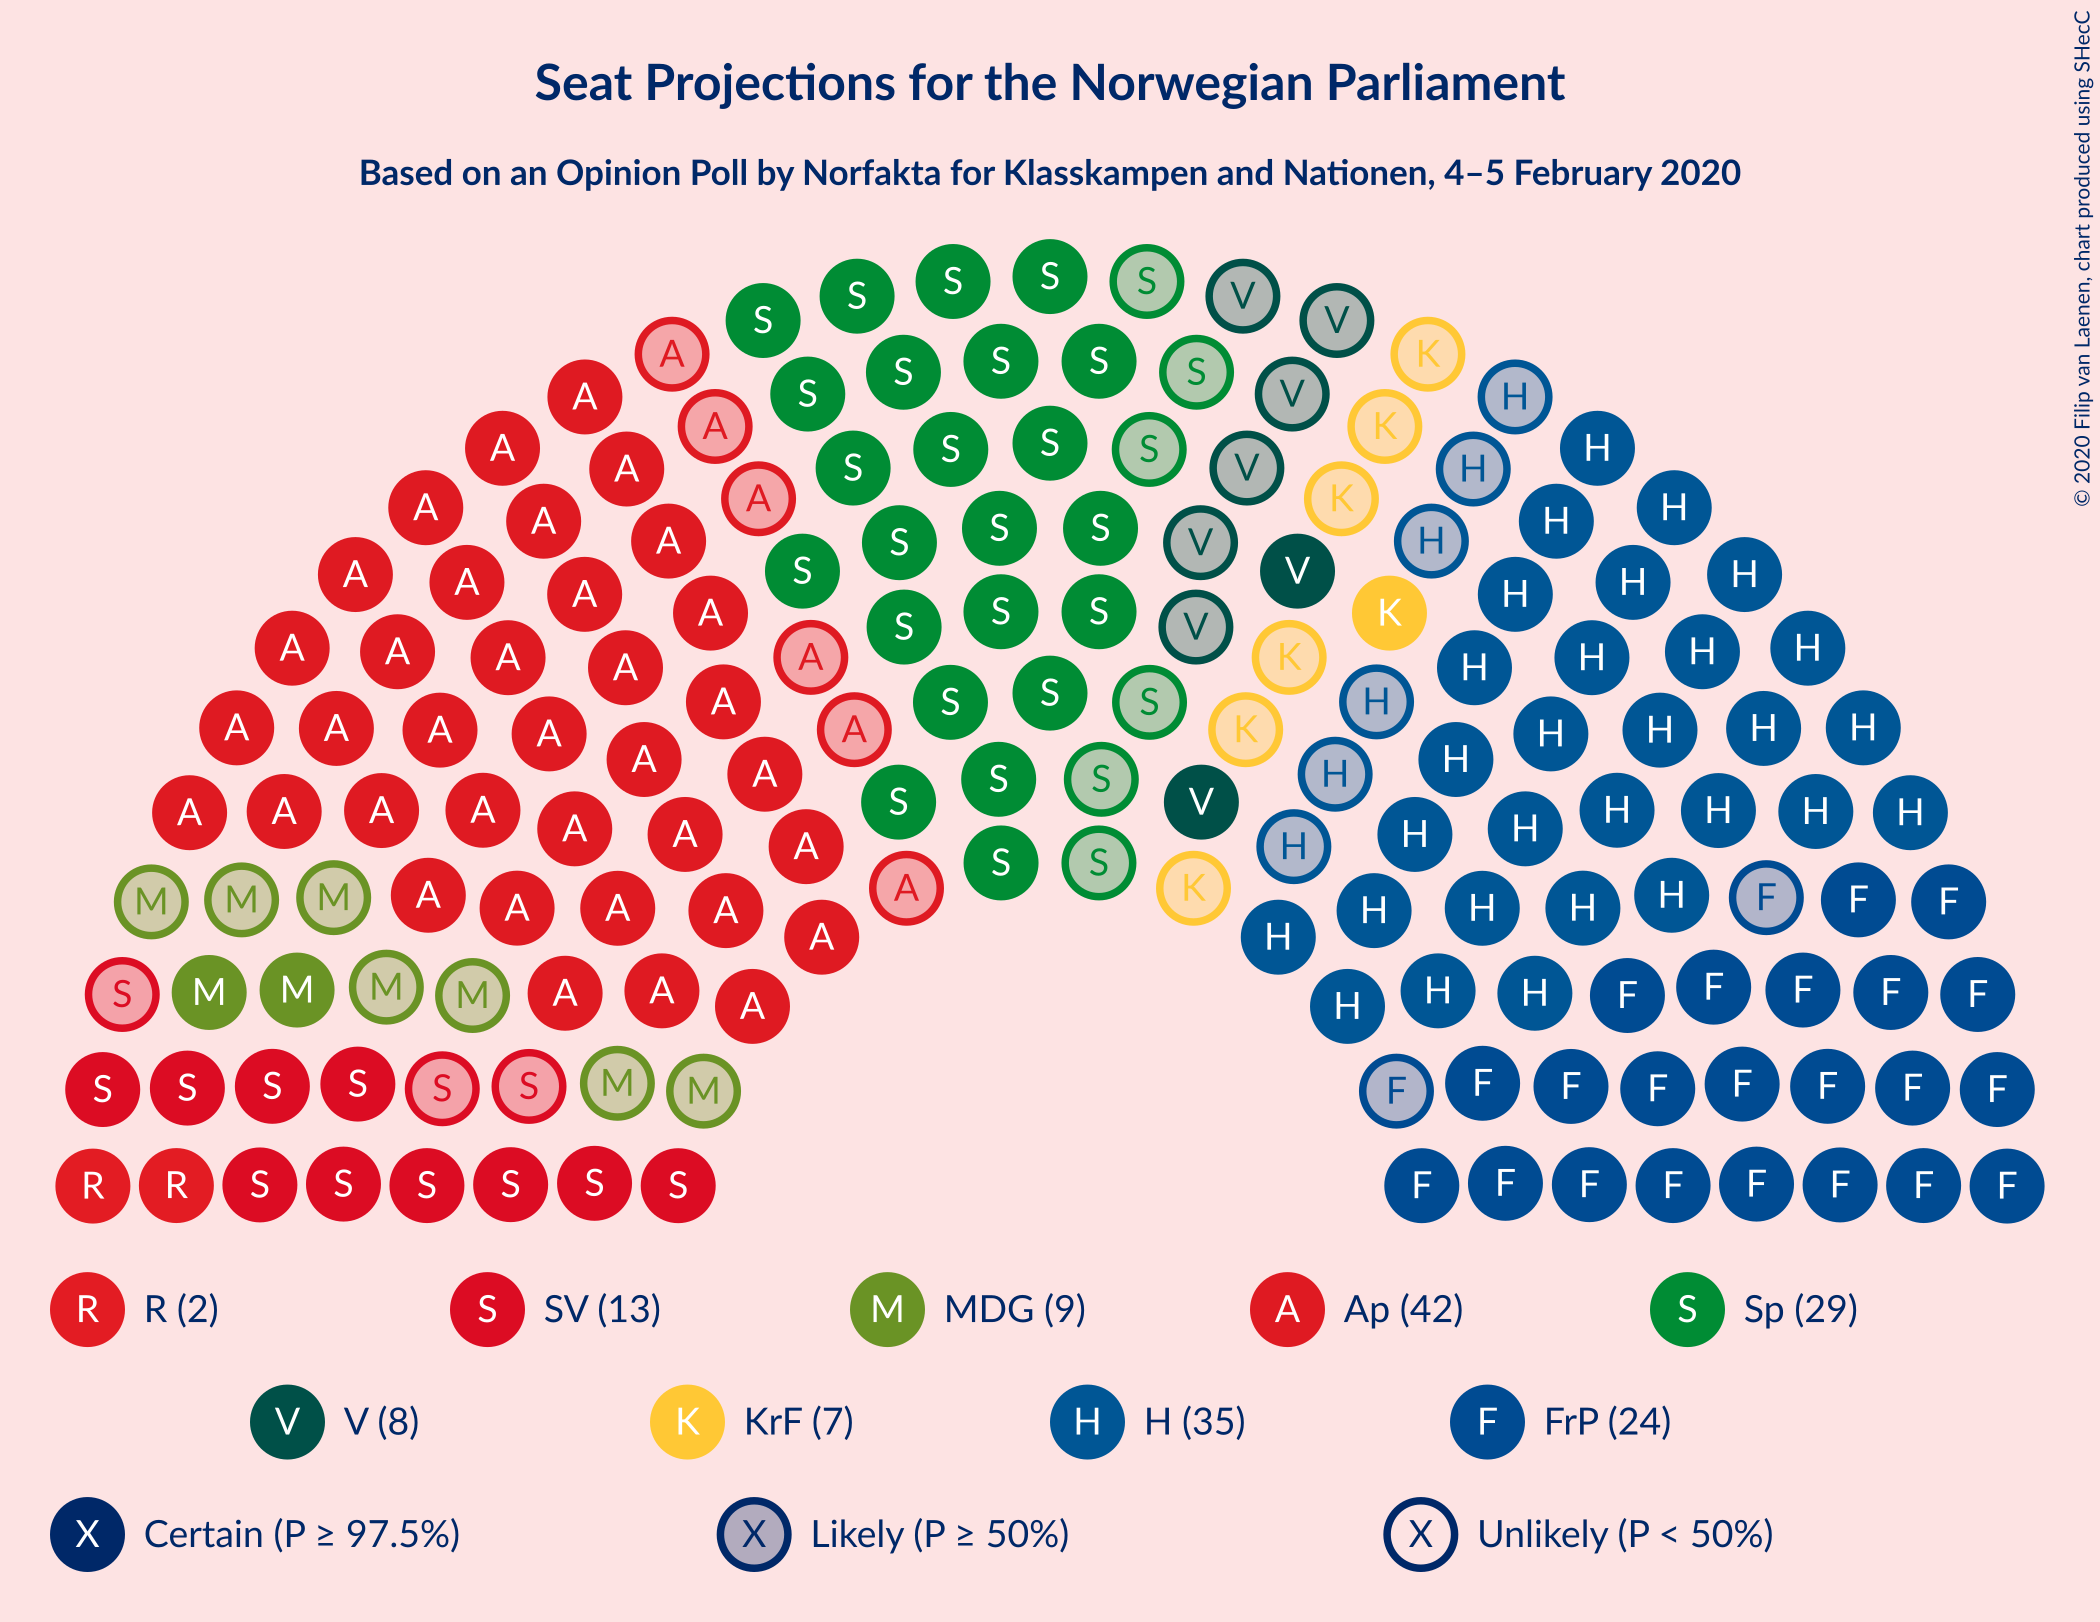 Seat Projections for the Norwegian Parliament
Based on an Opinion Poll by Norfakta for Klasskampen and Nationen, 4–5 February 2020
© 2020 Filip van Laenen, chart produced using SHecC
S S S S S V V
A S S S S S V K
A A S S S S V K H
A A A S S S S V V K H H
A A A A S S S S V K H H H
A A A A A S S S K H H H H
A A A A A A S S S V H H H H H
A A A A A A A A S S K H H H H H H H
M M M A A A A A A H H H H H F F F
S M M M M A A A H H H F F F F F
S S S S S S M M F F F F F F F F
R R S S S S S S F F F F F F F F
R R (2) S SV (13) M MDG (9) A Ap (42) S Sp (29)
V V (8) K KrF (7) H H (35) F FrP (24)
X Certain (P ≥ 97.5%) X Likely (P ≥ 50%) X Unlikely (P < 50%)